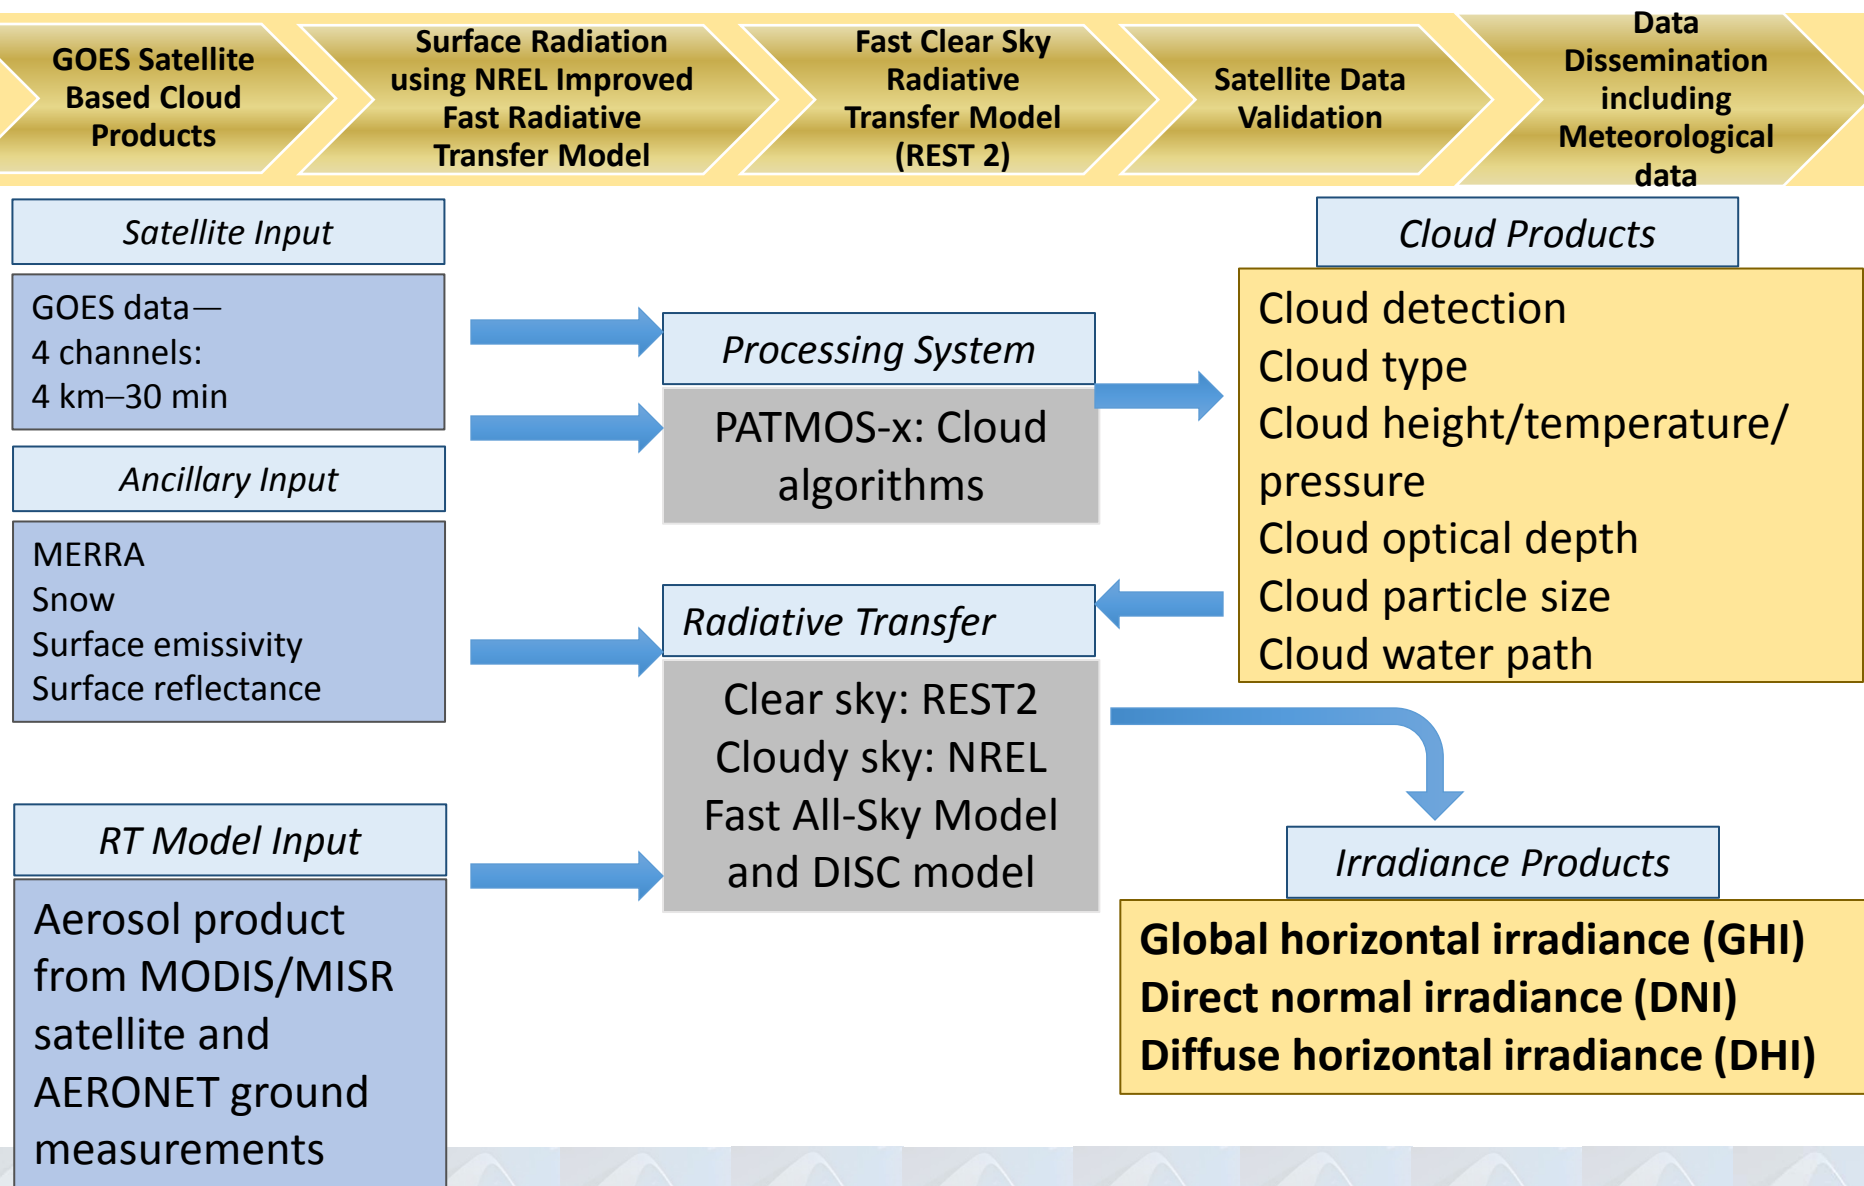 GOES Satellite
Based Cloud
Products
Surface Radiation
using NREL Improved
Fast Radiative
Transfer Model
Fast Clear Sky
Radiative
Transfer Model
(REST 2)
Satellite Data
Validation
Data
Dissemination
including
Meteorological
data
Satellite Input
GOES data—
4 channels:
4 km–30 min
Ancillary Input
MERRA
Snow
Surface emissivity
Surface reflectance
RT Model Input
Aerosol product
from MODIS/MISR
satellite and
AERONET ground
measurements
Processing System
PATMOS-x: Cloud
algorithms
Radiative Transfer
Clear sky: REST2
Cloudy sky: NREL
Fast All-Sky Model
and DISC model
Cloud Products
Cloud detection
Cloud type
Cloud height/temperature/
pressure
Cloud optical depth
Cloud particle size
Cloud water path
Irradiance Products
Global horizontal irradiance (GHI)
Direct normal irradiance (DNI)
Diffuse horizontal irradiance (DHI)